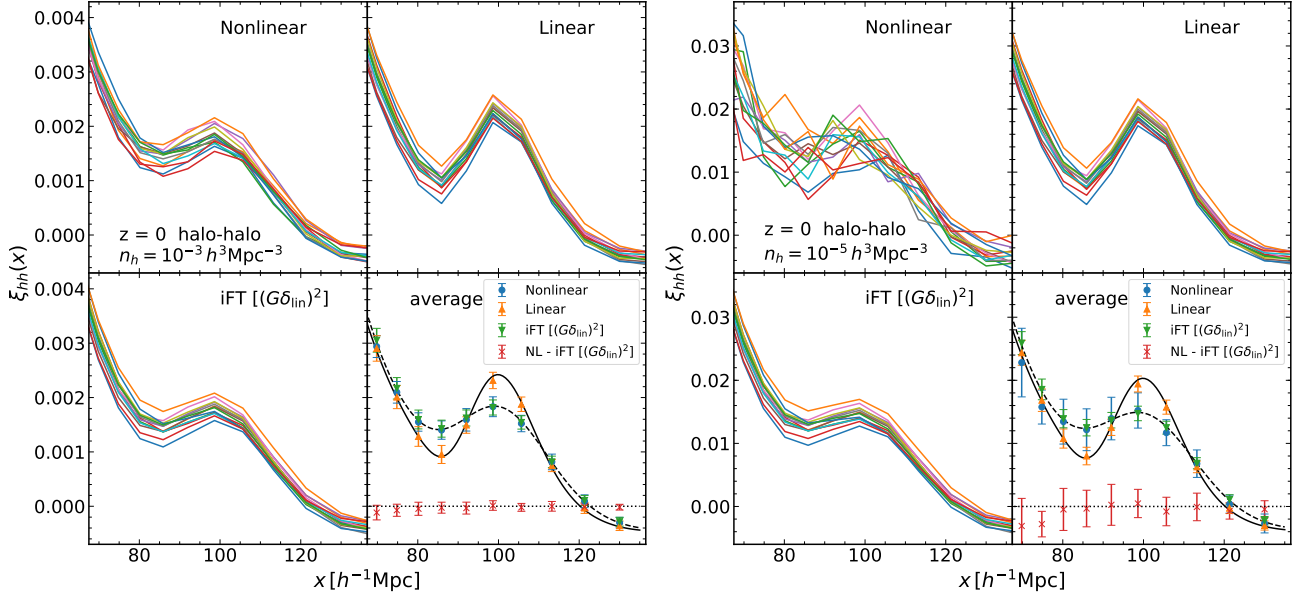 Nonlinear
Linear
0.004
0.003
0.002
0.001
0.000
ξ_hh(x)
z = 0 halo-halo
n_h = 10⁻³ h³Mpc⁻³
iFT [(Gδ_lin)²]
average
Nonlinear
Linear
iFT [(Gδ_lin)²]
NL - iFT [(Gδ_lin)²]
0.004
0.003
0.002
0.001
0.000
80 100 120
80 100 120
x [h⁻¹Mpc]
Nonlinear
Linear
0.03
0.02
0.01
0.00
ξ_hh(x)
z = 0 halo-halo
n_h = 10⁻⁵ h³Mpc⁻³
iFT [(Gδ_lin)²]
average
Nonlinear
Linear
iFT [(Gδ_lin)²]
NL - iFT [(Gδ_lin)²]
0.03
0.02
0.01
0.00
80 100 120
80 100 120
x [h⁻¹Mpc]